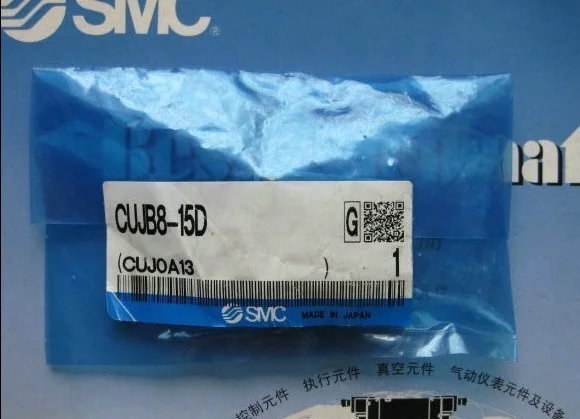 SMC®
CUJB8-15D
G
(CUJ0A13 )
1
SMC MADE IN JAPAN
控制元件 执行元件 真空元件 气动仪表元件及设备